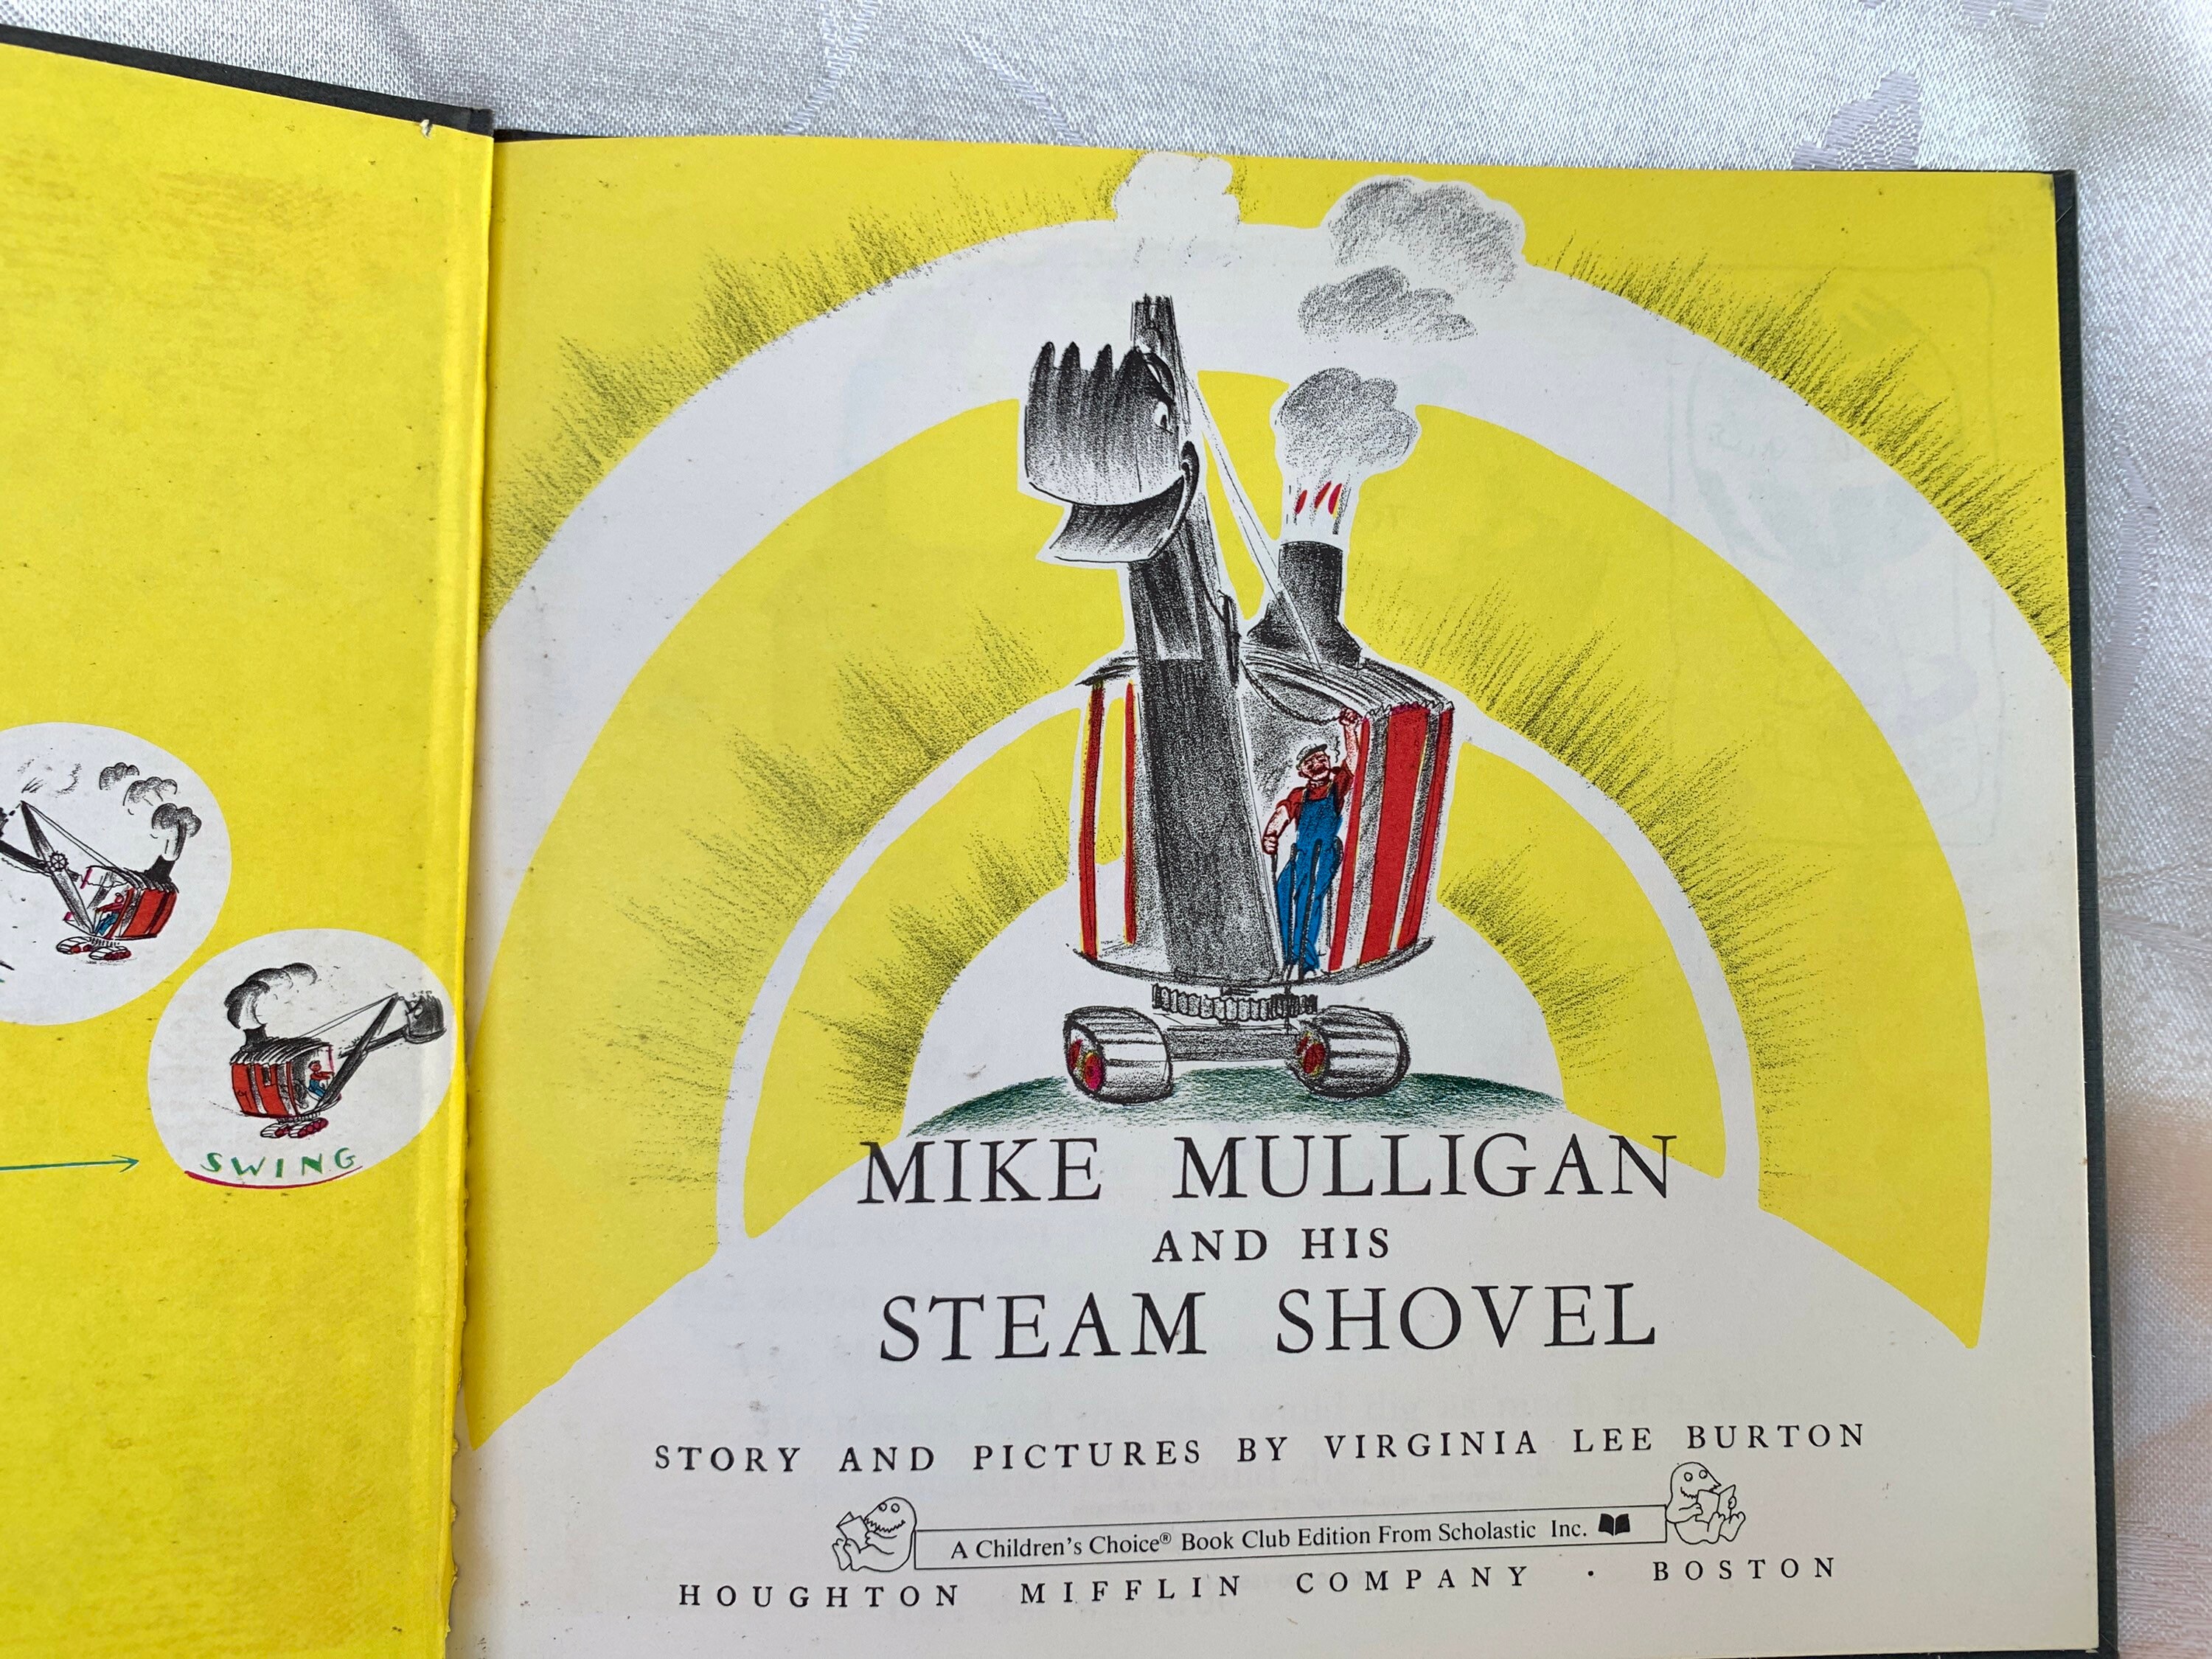 SWING
MIKE MULLIGAN
AND HIS
STEAM SHOVEL
STORY AND PICTURES BY VIRGINIA LEE BURTON
A Children's Choice® Book Club Edition From Scholastic Inc.
HOUGHTON MIFFLIN COMPANY · BOSTON